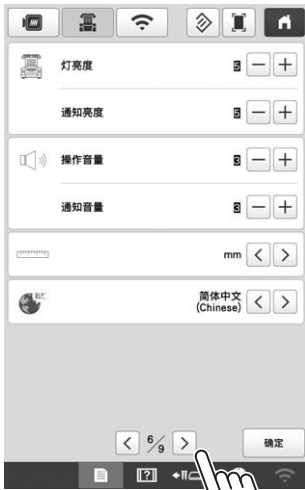 灯亮度 5
通知亮度 5
操作音量 3
通知音量 3
mm
简体中文
(Chinese)
6/9
确定